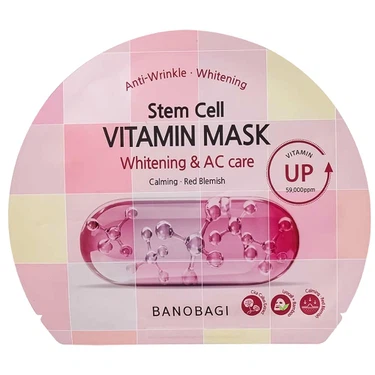 Anti-Wrinkle · Whitening
Stem Cell
VITAMIN MASK
Whitening & AC care
Calming · Red Blemish
VITAMIN
UP
59,000ppm
BANOBAGI